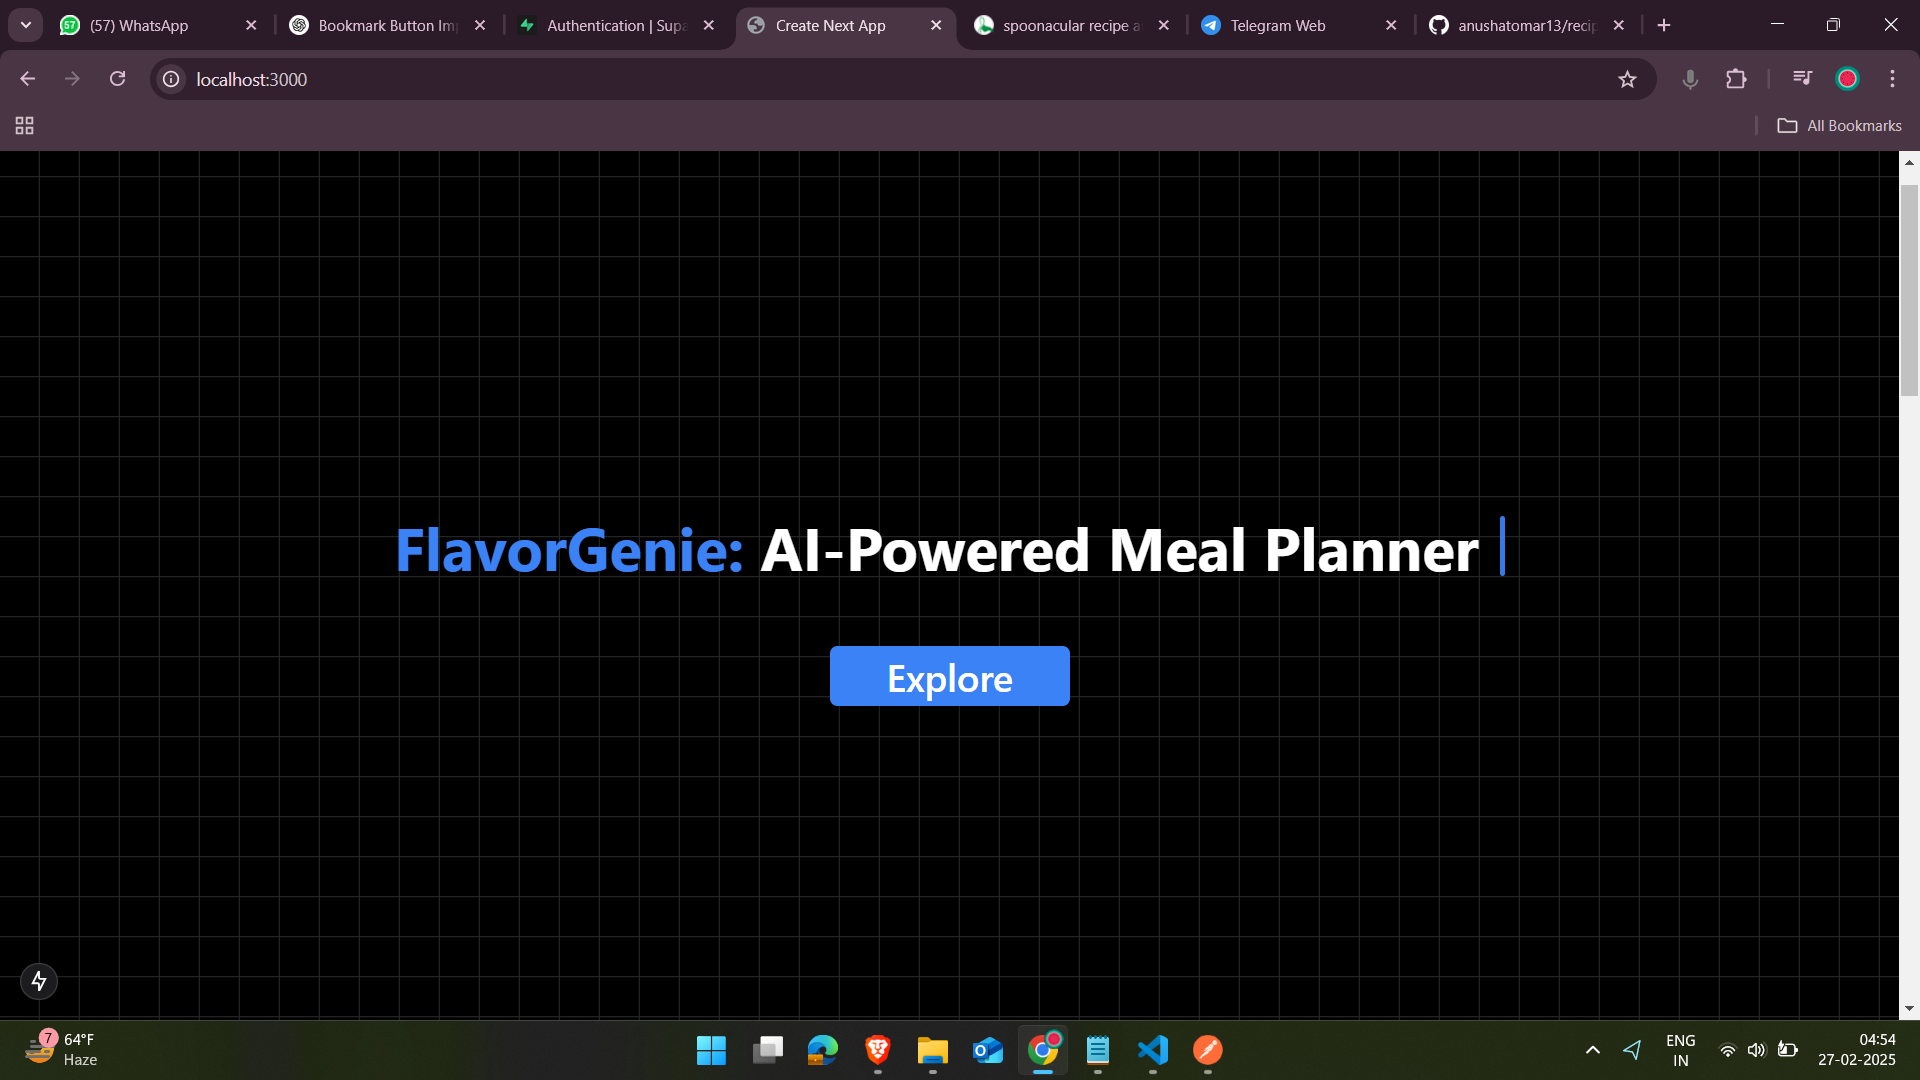 (57) WhatsApp
Bookmark Button Im
Authentication | Supa
Create Next App
spoonacular recipe a
Telegram Web
anushatomar13/recip
localhost:3000
All Bookmarks
FlavorGenie: AI-Powered Meal Planner
Explore
7
64°F
Haze
ENG
IN
04:54
27-02-2025